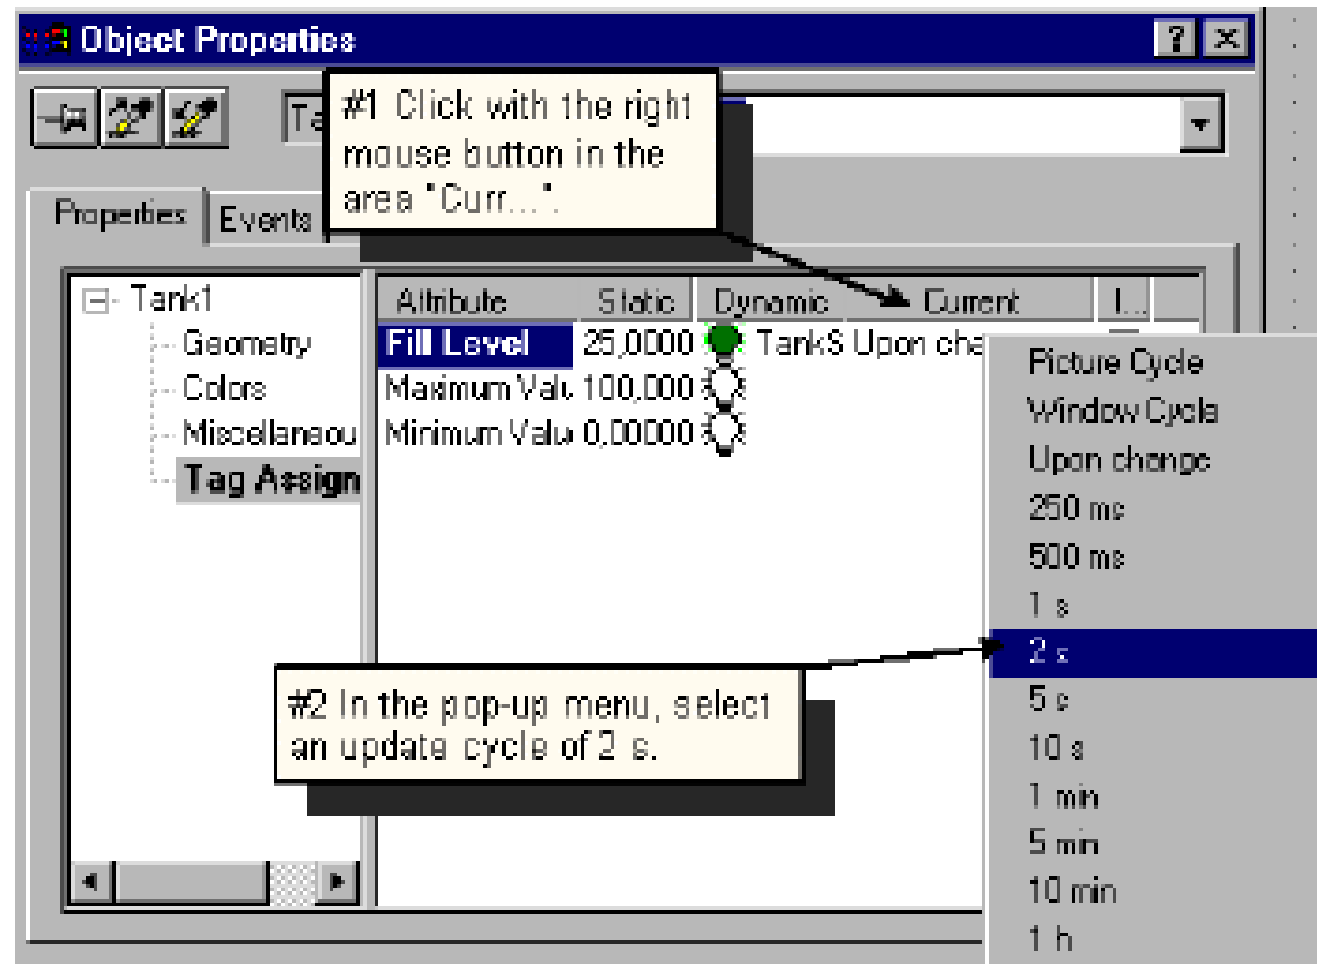 Object Properties
#1 Click with the right
mouse button in the
area "Curr...".
Properties Events
Tank1
Geometry
Colors
Miscellaneou
Tag Assign
Attribute Static Dynamic Current I...
Fill Level 25,0000 TankS Upon cha
Maximum Valu 100,000
Minimum Value 0,00000
Picture Cycle
Window Cycle
Upon change
250 ms
500 ms
1 s
2 s
5 s
10 s
1 min
5 min
10 min
1 h
#2 In the pop-up menu, select
an update cycle of 2 s.